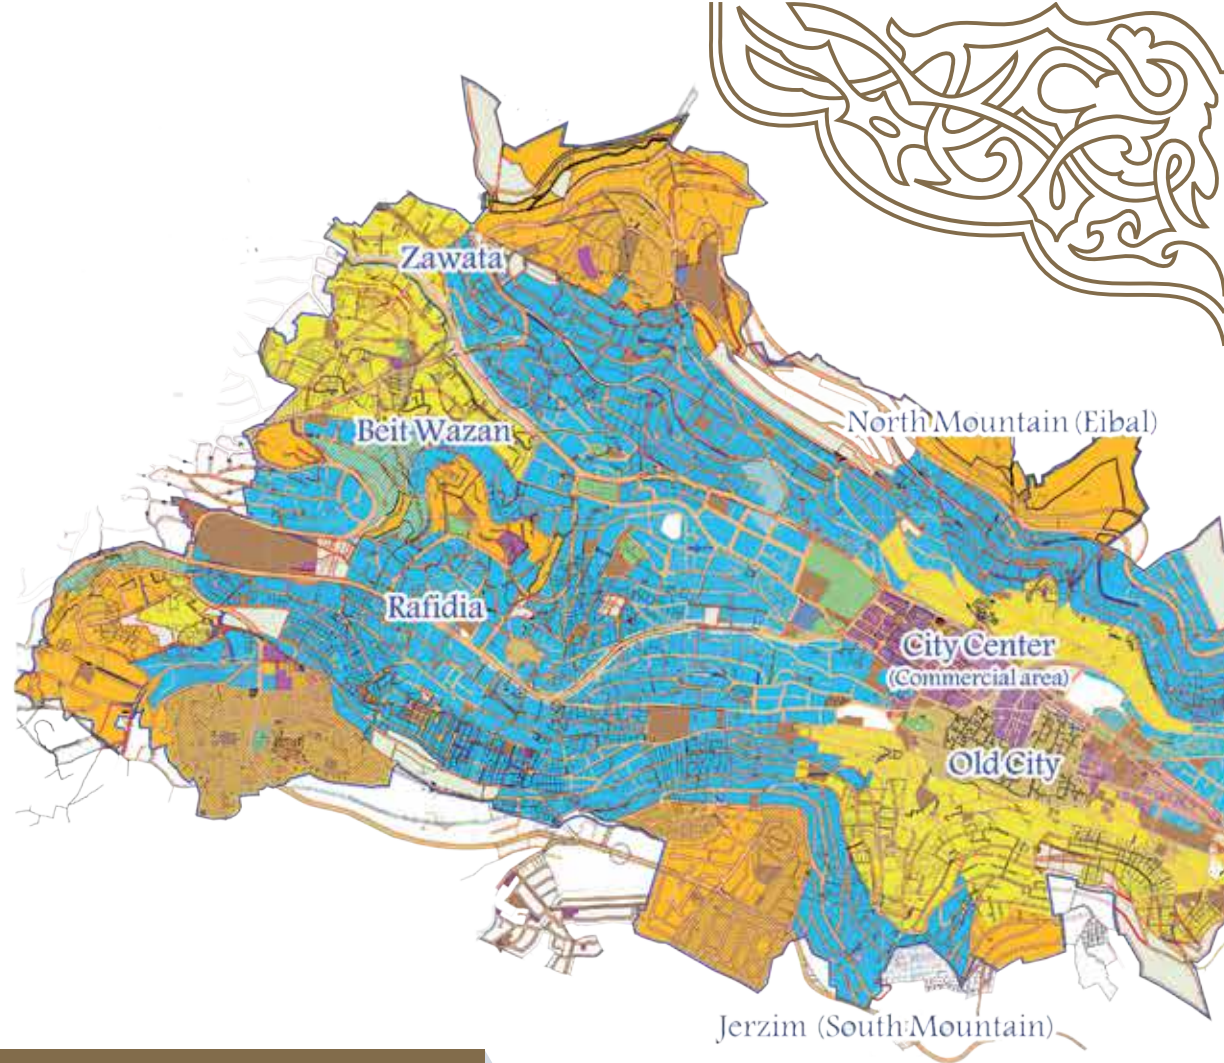 Zawata
North Mountain (Eibal)
Beit Wazan
Rafidia
City Center
(Commercial area)
Old City
Jerzim (South Mountain)